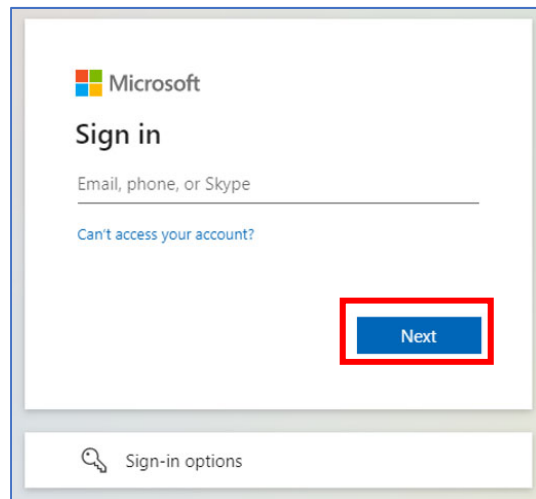 Microsoft
Sign in
Email, phone, or Skype
Can't access your account?
Next
Sign-in options